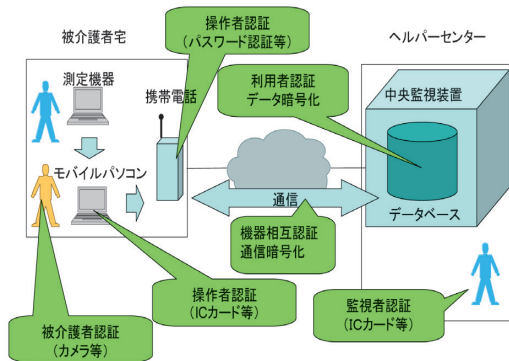 被介護者宅
操作者認証
(パスワード認証等)
ヘルパーセンター
測定機器
携帯電話
利用者認証
データ暗号化
中央監視装置
モバイルパソコン
通信
データベース
機器相互認証
通信暗号化
操作者認証
(ICカード等)
監視者認証
(ICカード等)
被介護者認証
(カメラ等)